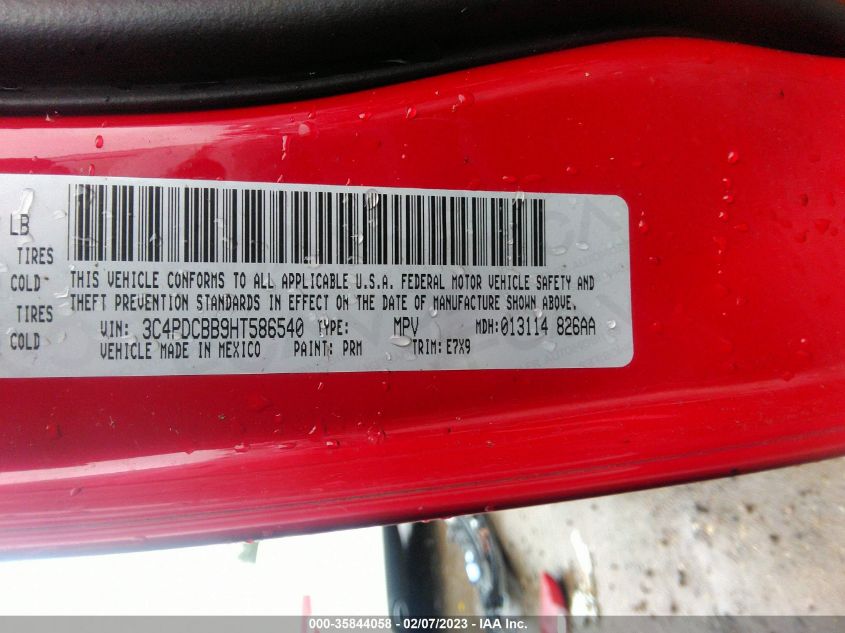 LB
TIRES
COLD
TIRES
COLD
THIS VEHICLE CONFORMS TO ALL APPLICABLE U.S.A. FEDERAL MOTOR VEHICLE SAFETY AND
THEFT PREVENTION STANDARDS IN EFFECT ON THE DATE OF MANUFACTURE SHOWN ABOVE.
VIN: 3C4PDCBB9HT586540 TYPE: MPV MDH:013114 826AA
VEHICLE MADE IN MEXICO PAINT: PRM TRIM: E7X9
000-35844058 - 02/07/2023 - IAA Inc.